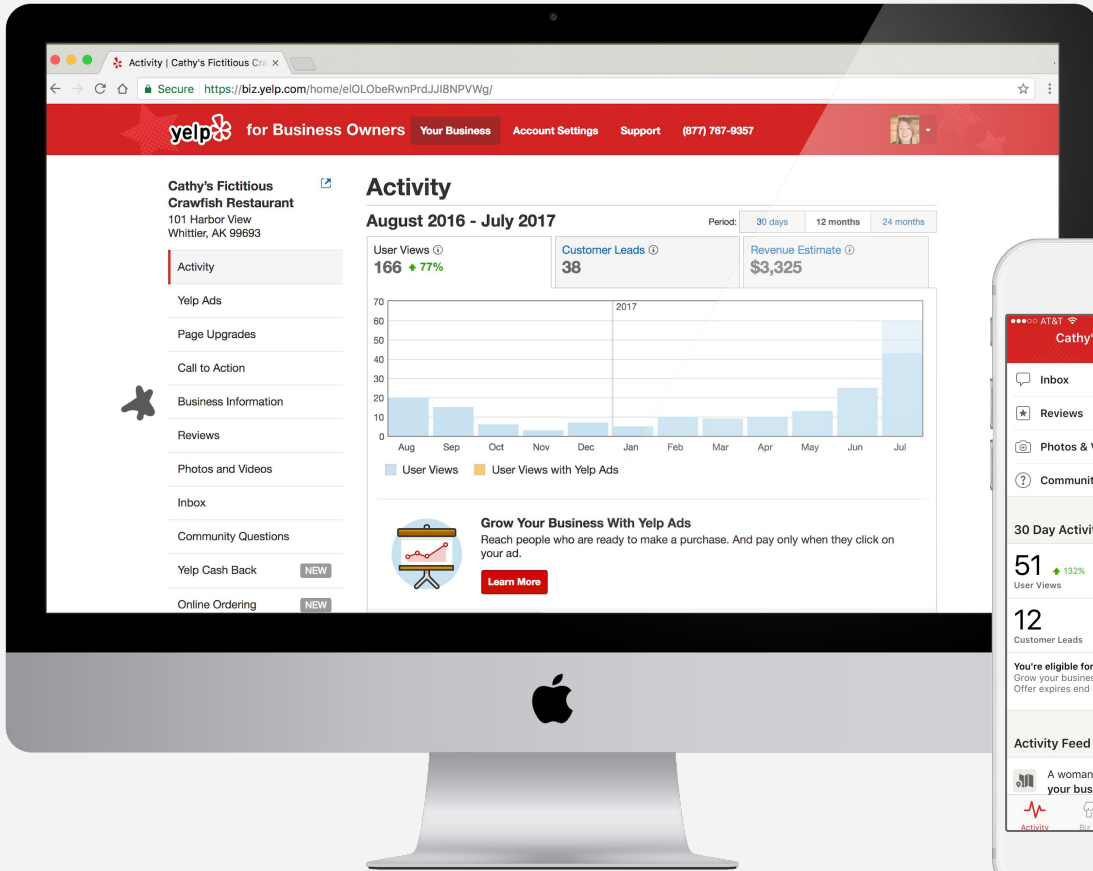 Activity | Cathy's Fictitious Cra
Secure https://biz.yelp.com/home/elOLObeRwnPrdJJI8NPVWg/
yelp for Business Owners Your Business Account Settings Support (877) 767-9357
Cathy's Fictitious
Crawfish Restaurant
101 Harbor View
Whittier, AK 99693
Activity
Yelp Ads
Page Upgrades
Call to Action
Business Information
Reviews
Photos and Videos
Inbox
Community Questions
Yelp Cash Back NEW
Online Ordering NEW
Activity
August 2016 - July 2017 Period: 30 days 12 months 24 months
User Views Customer Leads Revenue Estimate
166 77% 38 $3,325
2017
70
60
50
40
30
20
10
0
Aug Sep Oct Nov Dec Jan Feb Mar Apr May Jun Jul
User Views User Views with Yelp Ads
Grow Your Business With Yelp Ads
Reach people who are ready to make a purchase. And pay only when they click on
your ad.
Learn More
AT&T
Cathy'
Inbox
Reviews
Photos & V
Communit
30 Day Activi
51 132%
User Views
12
Customer Leads
You're eligible for
Grow your busines
Offer expires end
Activity Feed
A woman
your busi
Activity Biz